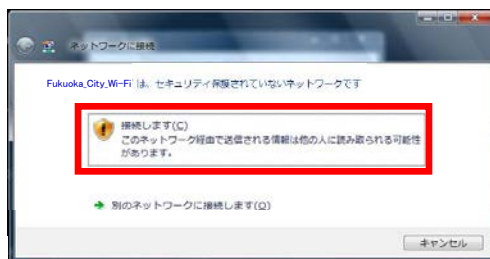 ネットワークに接続
Fukuoka_City_Wi-Fi は、セキュリティ保護されていないネットワークです
接続します(C)
このネットワーク経由で送信される情報は他の人に読み取られる可能性
があります。
別のネットワークに接続します(O)
キャンセル